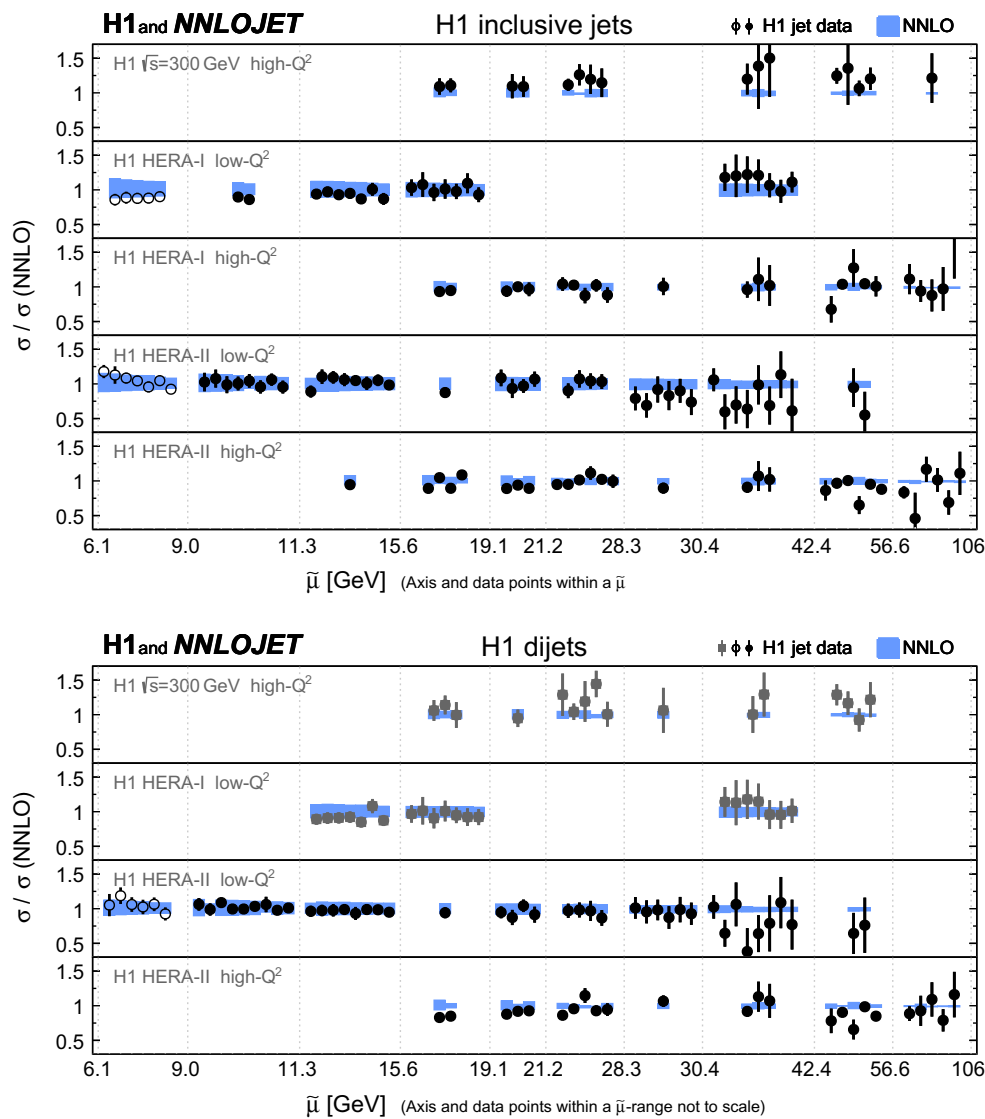 H1 and NNLOJET H1 inclusive jets H1 jet data NNLO
H1 √s=300 GeV high-Q²
1.5
1
0.5
H1 HERA-I low-Q²
1.5
1
0.5
H1 HERA-I high-Q²
1.5
1
0.5
H1 HERA-II low-Q²
1.5
1
0.5
H1 HERA-II high-Q²
1.5
1
0.5
σ / σ (NNLO)
6.1 9.0 11.3 15.6 19.1 21.2 28.3 30.4 42.4 56.6 106
μ̃ [GeV] (Axis and data points within a μ̃
H1 and NNLOJET H1 dijets H1 jet data NNLO
H1 √s=300 GeV high-Q²
1.5
1
0.5
H1 HERA-I low-Q²
1.5
1
0.5
H1 HERA-II low-Q²
1.5
1
0.5
H1 HERA-II high-Q²
1.5
1
0.5
σ / σ (NNLO)
6.1 9.0 11.3 15.6 19.1 21.2 28.3 30.4 42.4 56.6 106
μ̃ [GeV] (Axis and data points within a μ̃-range not to scale)